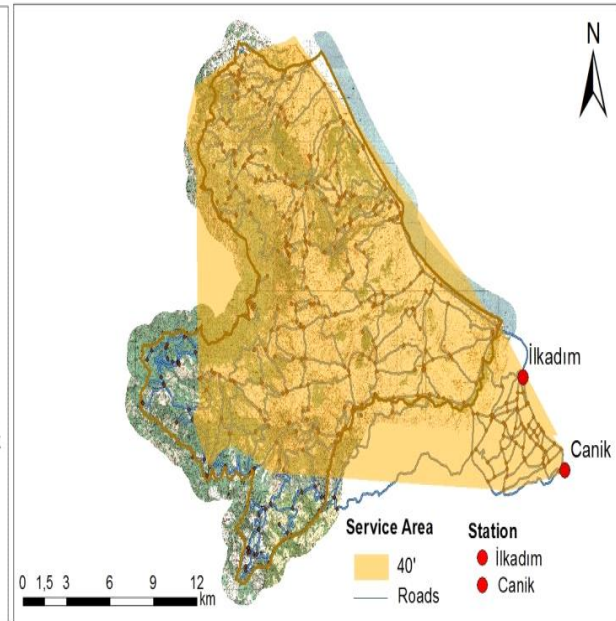 N
İlkadım
Canik
Service Area
40'
Roads
Station
İlkadım
Canik
0 1,5 3 6 9 12
km